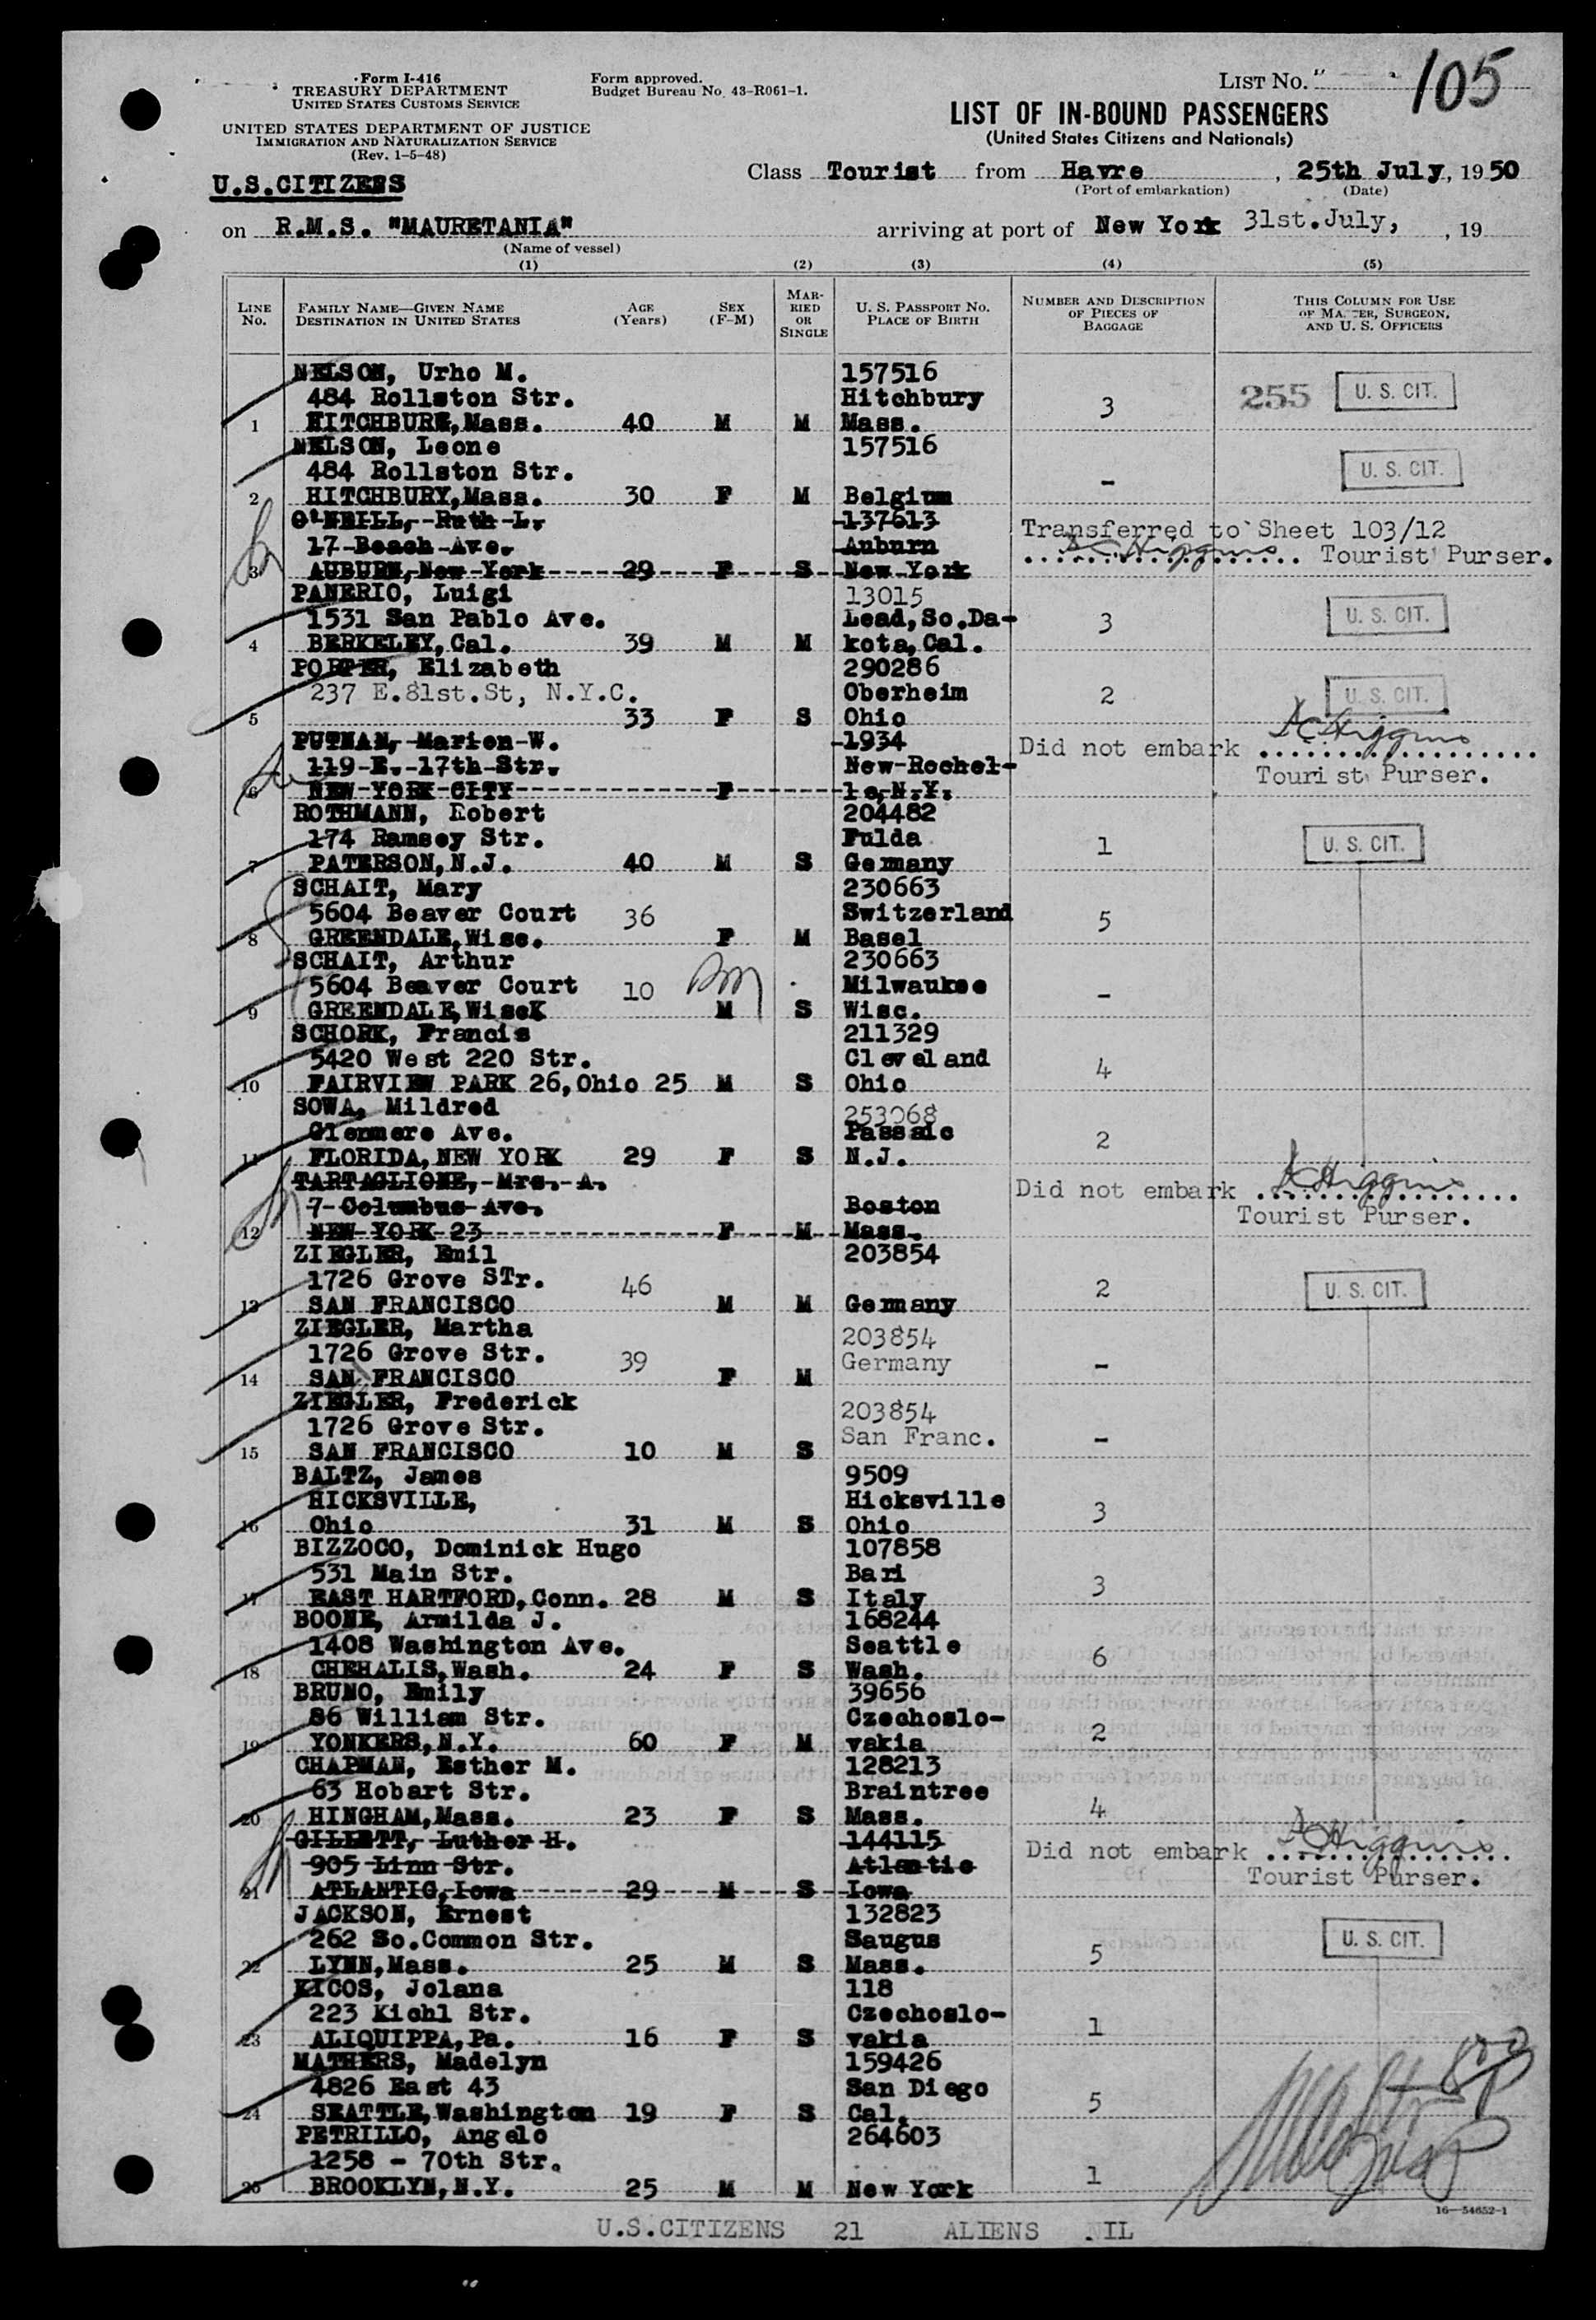 Form I-416
TREASURY DEPARTMENT
UNITED STATES CUSTOMS SERVICE
UNITED STATES DEPARTMENT OF JUSTICE
IMMIGRATION AND NATURALIZATION SERVICE
(Rev. 1-5-48)
Form approved.
Budget Bureau No. 43-R061-1.
LIST No. 105
LIST OF IN-BOUND PASSENGERS
(United States Citizens and Nationals)
U.S.CITIZENS
Class Tourist from Havre, 25th July, 1950
(Port of embarkation) (Date)
on R.M.S. "MAURETANIA" arriving at port of New York 31st.July, , 19
(Name of vessel)
(1) (2) (3) (4) (5)
LINE No.
FAMILY NAME—GIVEN NAME
DESTINATION IN UNITED STATES
AGE (Years)
SEX (F-M)
MARRIED OR SINGLE
U. S. PASSPORT NO.
PLACE OF BIRTH
NUMBER AND DESCRIPTION OF PIECES OF BAGGAGE
THIS COLUMN FOR USE OF MASTER, SURGEON, AND U. S. OFFICERS
NELSON, Urho M. 157516
484 Rollston Str. Hitchbury 3 255 U. S. CIT.
1 HITCHBURY, Mass. 40 M M Mass.
NELSON, Leone 157516
484 Rollston Str. - U. S. CIT.
2 HITCHBURY, Mass. 30 F M Belgium
O'NEILL, Ruth L. 137613 Transferred to Sheet 103/12
17 Beach Ave. Auburn Tourist Purser.
3 AUBURN, New York 29 F S New York
PANERIO, Luigi 13015
1531 San Pablo Ave. Lead, So.Da- 3 U. S. CIT.
4 BERKELEY, Cal. 39 M M kota, Cal.
PORTER, Elizabeth 290286
237 E.81st.St, N.Y.C. Oberheim 2 U. S. CIT.
5 33 F S Ohio
PUTNAN, Marion W. 1934 Did not embark
119 E. 17th Str. New Rochel- Tourist Purser.
6 NEW YORK CITY F le, N.Y.
ROTHMANN, Robert 204482
174 Ramsey Str. Fulda 1 U. S. CIT.
7 PATERSON, N.J. 40 M S Germany
SCHAIT, Mary 230663
5604 Beaver Court 36 Switzerland 5
8 GREENDALE, Wisc. F M Basel
SCHAIT, Arthur 230663
5604 Beaver Court 10 Milwaukee -
9 GREENDALE, Wisc M S Wisc.
SCHORK, Francis 211329
5420 West 220 Str. Cleveland 4
10 FAIRVIEW PARK 26, Ohio 25 M S Ohio
SOWA, Mildred 253068
Glenmere Ave. Passaic 2
11 FLORIDA, NEW YORK 29 F S N.J.
TARTAGLIONE, Mrs. A. Did not embark
7 Columbus Ave. Boston Tourist Purser.
12 NEW YORK 23 F M Mass.
ZIEGLER, Emil 203854
1726 Grove STr. 46 2 U. S. CIT.
13 SAN FRANCISCO M M Germany
ZIEGLER, Martha 203854
1726 Grove Str. 39 Germany -
14 SAN FRANCISCO F M
ZIEGLER, Frederick 203854
1726 Grove Str. San Franc. -
15 SAN FRANCISCO 10 M S
BALTZ, James 9509
HICKSVILLE, Hicksville 3
16 Ohio 31 M S Ohio
BIZZOCO, Dominick Hugo 107858
531 Main Str. Bari 3
17 EAST HARTFORD, Conn. 28 M S Italy
BOONE, Armilda J. 168244
1408 Washington Ave. Seattle 6
18 CHEHALIS, Wash. 24 F S Wash.
BRUNO, Emily 39656
86 William Str. Czechoslo- 2
19 YONKERS, N.Y. 60 F M vakia
CHAPMAN, Esther M. 128213
63 Hobart Str. Braintree 4
20 HINGHAM, Mass. 23 F S Mass.
GILLETT, Luther H. 144115 Did not embark
905 Linn Str. Atlantic Tourist Purser.
21 ATLANTIC, Iowa 29 M S Iowa
JACKSON, Ernest 132823
262 So.Common Str. Saugus 5 U. S. CIT.
22 LYNN, Mass. 25 M S Mass.
KICOS, Jolana 118
223 Kiehl Str. Czechoslo- 1
23 ALIQUIPPA, Pa. 16 F S vakia
MATHERS, Madelyn 159426
4826 East 43 San Diego 5
24 SEATTLE, Washington 19 F S Cal.
PETRILLO, Angelo 264603
1258 - 70th Str. 1
25 BROOKLYN, N.Y. 25 M M New York
16—54652-1
U.S.CITIZENS 21 ALIENS NIL